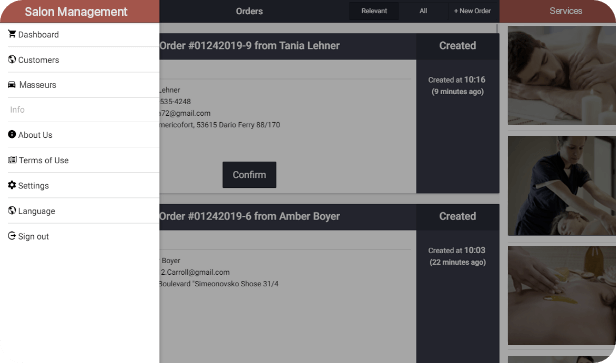 Salon Management
Dashboard
Customers
Masseurs
Info
About Us
Terms of Use
Settings
Language
Sign out
Orders
Relevant
All
+ New Order
Order #01242019-9 from Tania Lehner
Created
Lehner
535-4248
n72@gmail.com
mericofort, 53615 Dario Ferry 88/170
Created at 10:16
(9 minutes ago)
Confirm
Order #01242019-6 from Amber Boyer
Created
Boyer
2.Carroll@gmail.com
Boulevard "Simeonovsko Shose 31/4
Created at 10:03
(22 minutes ago)
Services